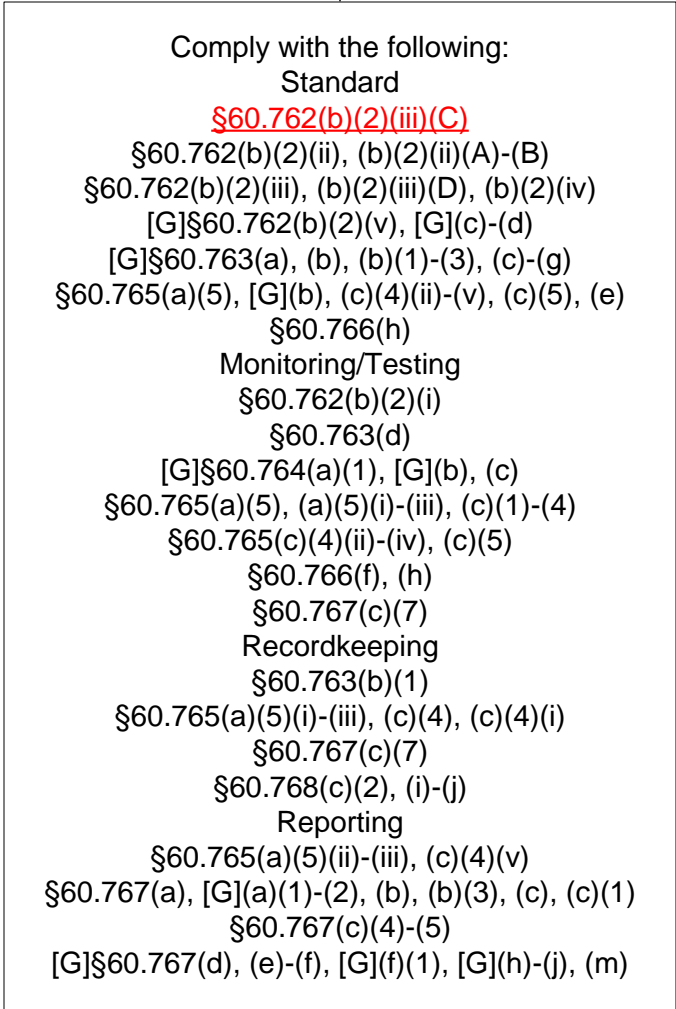 Comply with the following:
Standard
§60.762(b)(2)(iii)(C)
§60.762(b)(2)(ii), (b)(2)(ii)(A)-(B)
§60.762(b)(2)(iii), (b)(2)(iii)(D), (b)(2)(iv)
[G]§60.762(b)(2)(v), [G](c)-(d)
[G]§60.763(a), (b), (b)(1)-(3), (c)-(g)
§60.765(a)(5), [G](b), (c)(4)(ii)-(v), (c)(5), (e)
§60.766(h)
Monitoring/Testing
§60.762(b)(2)(i)
§60.763(d)
[G]§60.764(a)(1), [G](b), (c)
§60.765(a)(5), (a)(5)(i)-(iii), (c)(1)-(4)
§60.765(c)(4)(ii)-(iv), (c)(5)
§60.766(f), (h)
§60.767(c)(7)
Recordkeeping
§60.763(b)(1)
§60.765(a)(5)(i)-(iii), (c)(4), (c)(4)(i)
§60.767(c)(7)
§60.768(c)(2), (i)-(j)
Reporting
§60.765(a)(5)(ii)-(iii), (c)(4)(v)
§60.767(a), [G](a)(1)-(2), (b), (b)(3), (c), (c)(1)
§60.767(c)(4)-(5)
[G]§60.767(d), (e)-(f), [G](f)(1), [G](h)-(j), (m)